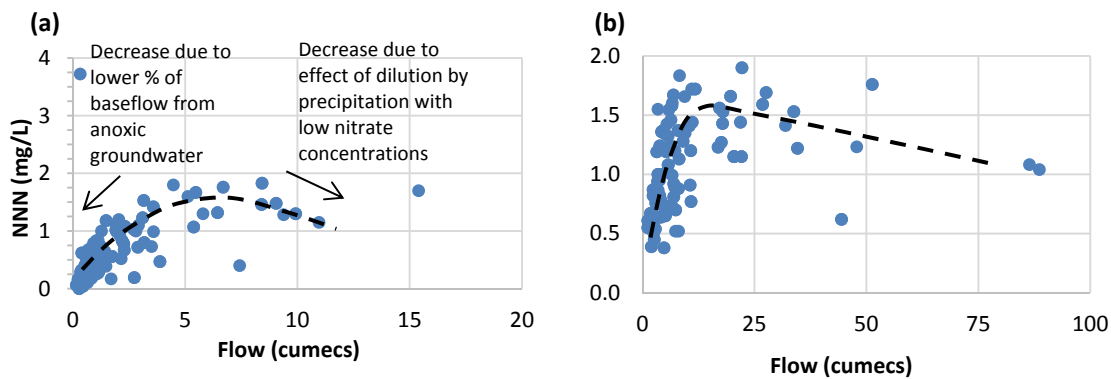 (a)
Decrease due to
lower % of
baseflow from
anoxic
groundwater
Decrease due to
effect of dilution by
precipitation with
low nitrate
concentrations
NNN (mg/L)
4
3
2
1
0
0
5
10
15
20
Flow (cumecs)
(b)
2.0
1.5
1.0
0.5
0.0
0
25
50
75
100
Flow (cumecs)